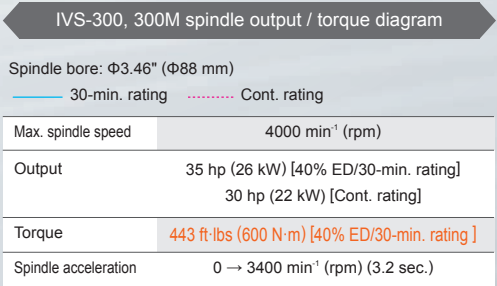 IVS-300, 300M spindle output / torque diagram
Spindle bore: Φ3.46" (Φ88 mm)
30-min. rating Cont. rating
Max. spindle speed 4000 min⁻¹ (rpm)
Output 35 hp (26 kW) [40% ED/30-min. rating]
30 hp (22 kW) [Cont. rating]
Torque 443 ft·lbs (600 N·m) [40% ED/30-min. rating ]
Spindle acceleration 0 → 3400 min⁻¹ (rpm) (3.2 sec.)